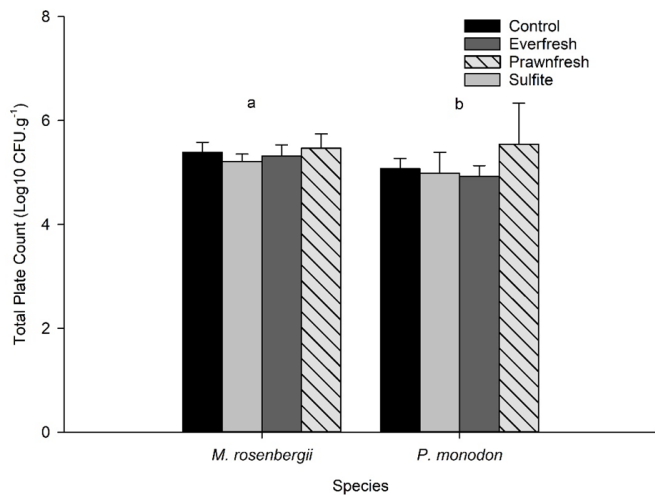 8
6
4
2
0
Total Plate Count (Log10 CFU.g-1)
Control
Everfresh
Prawnfresh
Sulfite
a
b
M. rosenbergii
P. monodon
Species